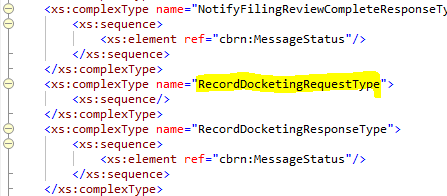 <xs:complexType name="NotifyFilingReviewCompleteResponseTy
<xs:sequence>
<xs:element ref="cbrn:MessageStatus"/>
</xs:sequence>
</xs:complexType>
<xs:complexType name="RecordDocketingRequestType">
<xs:sequence/>
</xs:complexType>
<xs:complexType name="RecordDocketingResponseType">
<xs:sequence>
<xs:element ref="cbrn:MessageStatus"/>
</xs:sequence>
</xs:complexType>